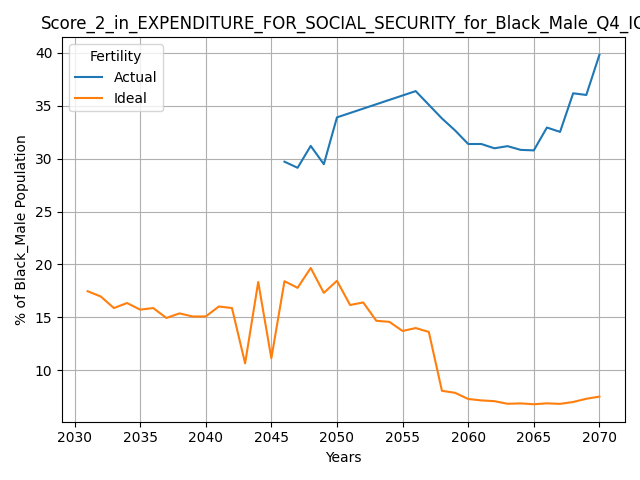 Score_2_in_EXPENDITURE_FOR_SOCIAL_SECURITY_for_Black_Male_Q4_IC
Fertility
Actual
Ideal
% of Black_Male Population
40
35
30
25
20
15
10
2030 2035 2040 2045 2050 2055 2060 2065 2070
Years